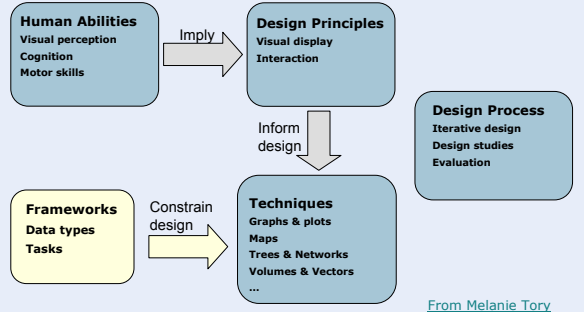 Human Abilities
Visual perception
Cognition
Motor skills
Imply
Design Principles
Visual display
Interaction
Inform
design
Design Process
Iterative design
Design studies
Evaluation
Frameworks
Data types
Tasks
Constrain
design
Techniques
Graphs & plots
Maps
Trees & Networks
Volumes & Vectors
...
From Melanie Tory